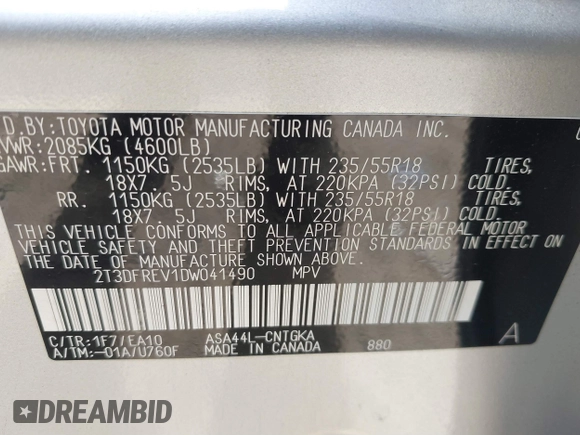 D.BY:TOYOTA MOTOR MANUFACTURING CANADA INC.
VWR:2085KG (4600LB)
GAWR:FRT. 1150KG (2535LB) WITH 235/55R18 TIRES,
18X7. 5J RIMS, AT 220KPA (32PSI) COLD.
RR. 1150KG (2535LB) WITH 235/55R18 TIRES,
18X7. 5J RIMS, AT 220KPA (32PSI) COLD.
THIS VEHICLE CONFORMS TO ALL APPLICABLE FEDERAL MOTOR
VEHICLE SAFETY AND THEFT PREVENTION STANDARDS IN EFFECT ON
THE DATE OF MANUFACTURE SHOWN ABOVE.
2T3DFREV1DW041490 MPV
C/TR:1F7/EA10 ASA44L-CNTGKA
A/TM:-01A/U760F MADE IN CANADA 880 A
DREAMBID